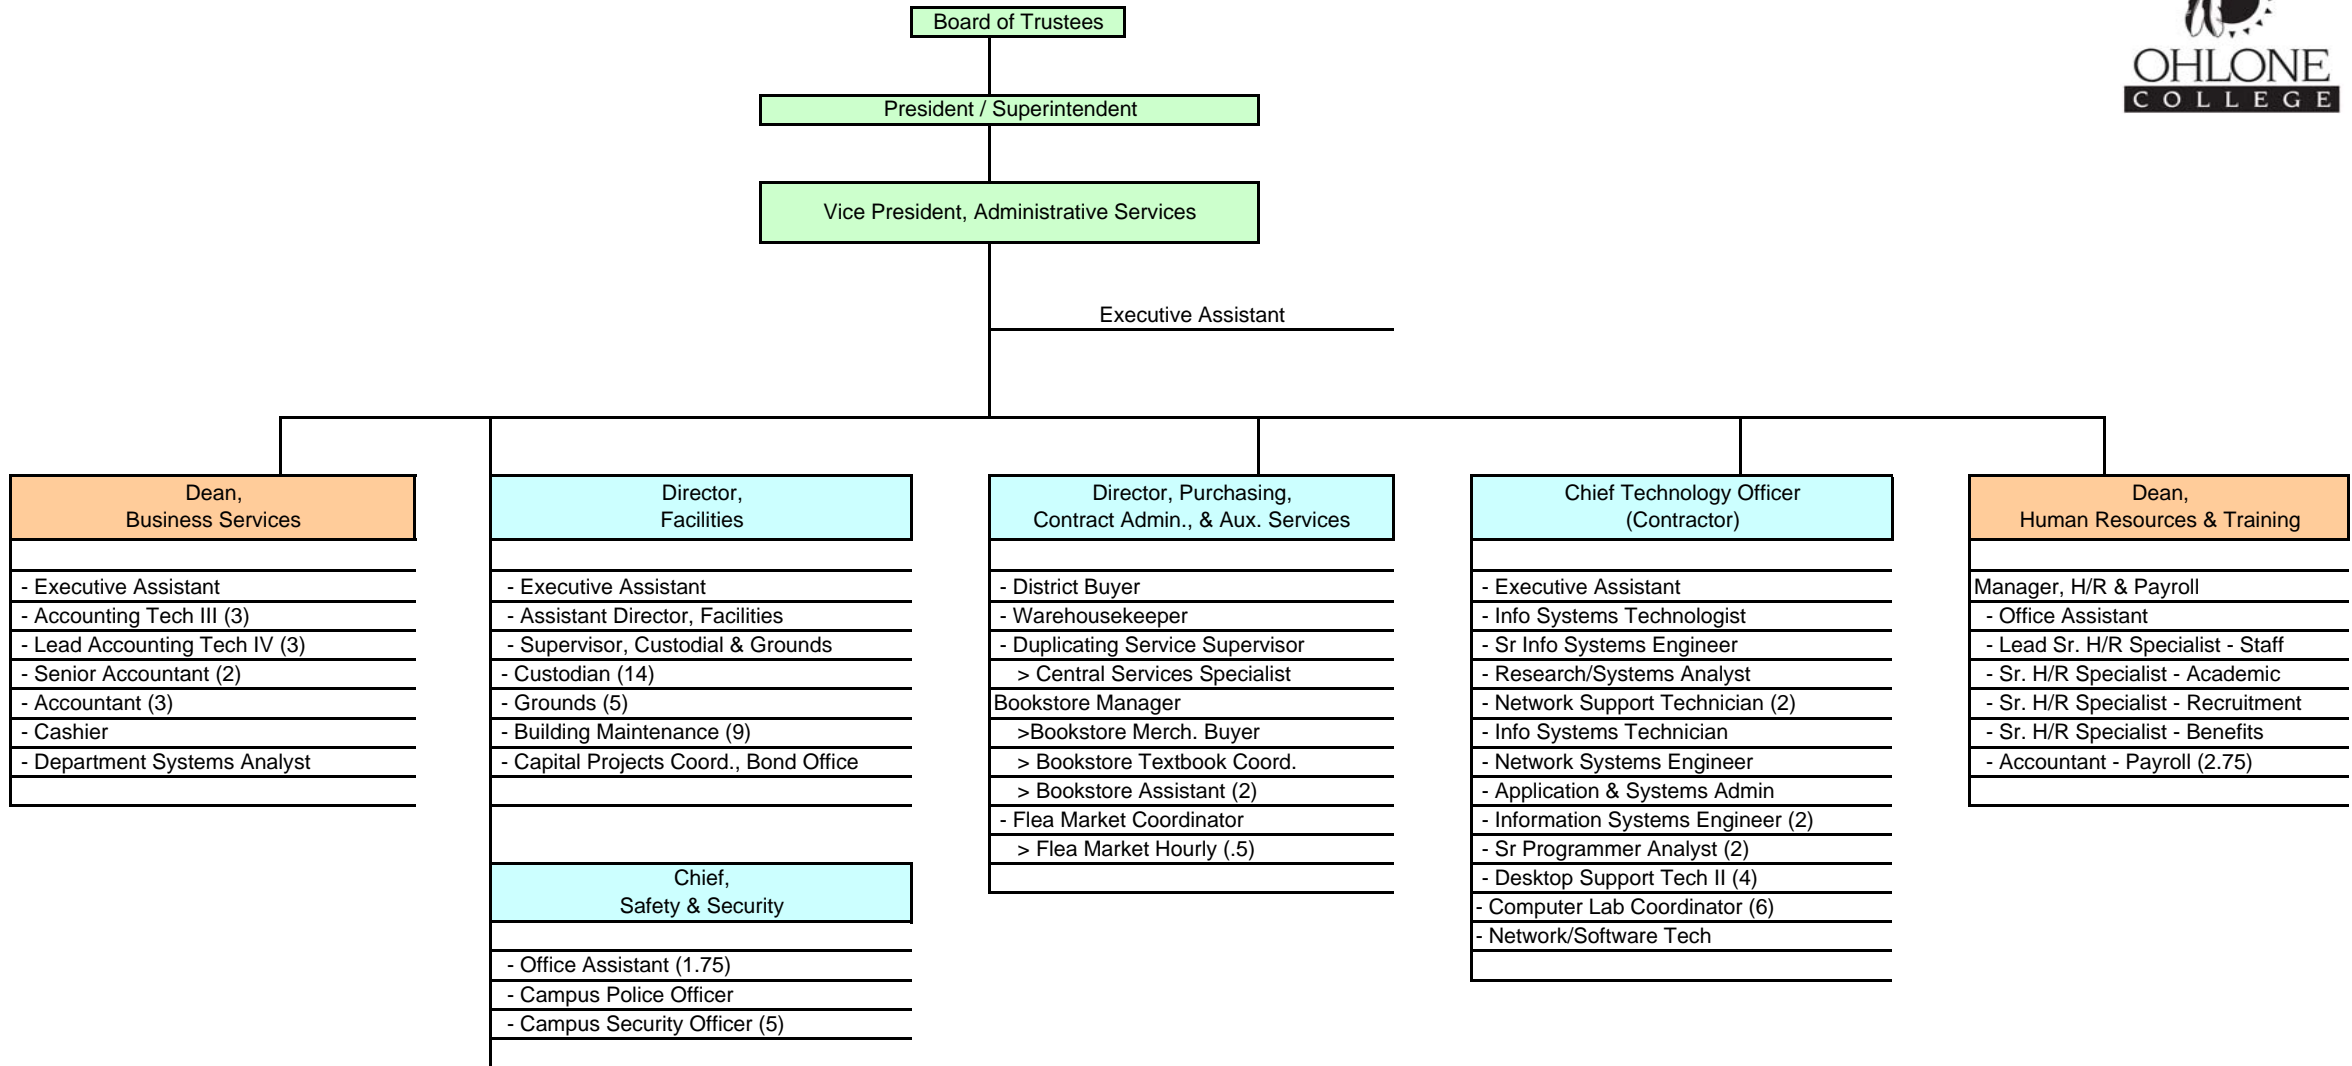 Board of Trustees
OHLONE
COLLEGE
President / Superintendent
Vice President, Administrative Services
Executive Assistant
Dean,
Business Services
- Executive Assistant
- Accounting Tech III (3)
- Lead Accounting Tech IV (3)
- Senior Accountant (2)
- Accountant (3)
- Cashier
- Department Systems Analyst
Director,
Facilities
- Executive Assistant
- Assistant Director, Facilities
- Supervisor, Custodial & Grounds
- Custodian (14)
- Grounds (5)
- Building Maintenance (9)
- Capital Projects Coord., Bond Office
Chief,
Safety & Security
- Office Assistant (1.75)
- Campus Police Officer
- Campus Security Officer (5)
Director, Purchasing,
Contract Admin., & Aux. Services
- District Buyer
- Warehousekeeper
- Duplicating Service Supervisor
> Central Services Specialist
Bookstore Manager
>Bookstore Merch. Buyer
> Bookstore Textbook Coord.
> Bookstore Assistant (2)
- Flea Market Coordinator
> Flea Market Hourly (.5)
Chief Technology Officer
(Contractor)
- Executive Assistant
- Info Systems Technologist
- Sr Info Systems Engineer
- Research/Systems Analyst
- Network Support Technician (2)
- Info Systems Technician
- Network Systems Engineer
- Application & Systems Admin
- Information Systems Engineer (2)
- Sr Programmer Analyst (2)
- Desktop Support Tech II (4)
- Computer Lab Coordinator (6)
- Network/Software Tech
Dean,
Human Resources & Training
Manager, H/R & Payroll
- Office Assistant
- Lead Sr. H/R Specialist - Staff
- Sr. H/R Specialist - Academic
- Sr. H/R Specialist - Recruitment
- Sr. H/R Specialist - Benefits
- Accountant - Payroll (2.75)